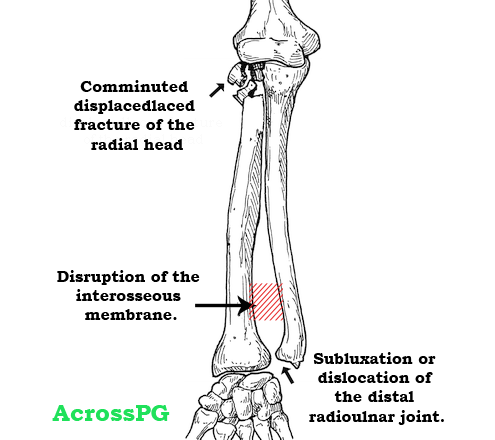 Comminuted
displacedlaced
fracture of the
radial head
Disruption of the
interosseous
membrane.
Subluxation or
dislocation of
the distal
radioulnar joint.
AcrossPG